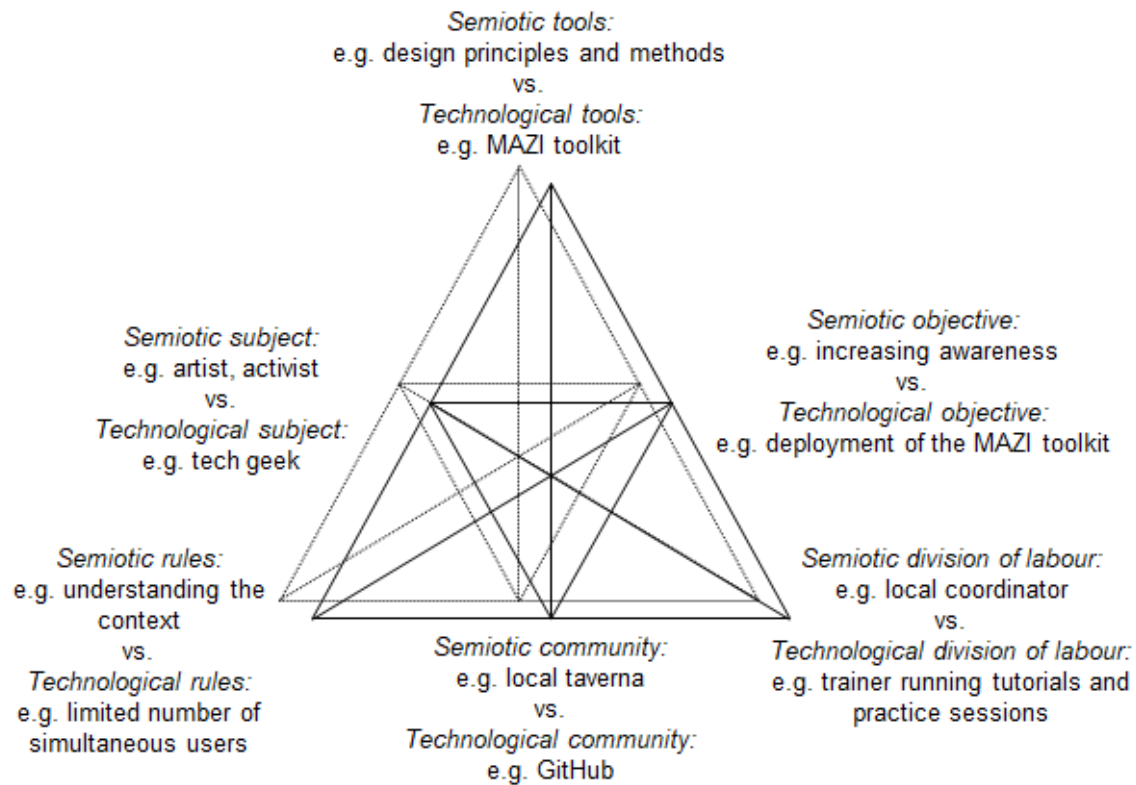 Semiotic tools:
e.g. design principles and methods
vs.
Technological tools:
e.g. MAZI toolkit
Semiotic subject:
e.g. artist, activist
vs.
Technological subject:
e.g. tech geek
Semiotic objective:
e.g. increasing awareness
vs.
Technological objective:
e.g. deployment of the MAZI toolkit
Semiotic rules:
e.g. understanding the
context
vs.
Technological rules:
e.g. limited number of
simultaneous users
Semiotic community:
e.g. local taverna
vs.
Technological community:
e.g. GitHub
Semiotic division of labour:
e.g. local coordinator
vs.
Technological division of labour:
e.g. trainer running tutorials and
practice sessions